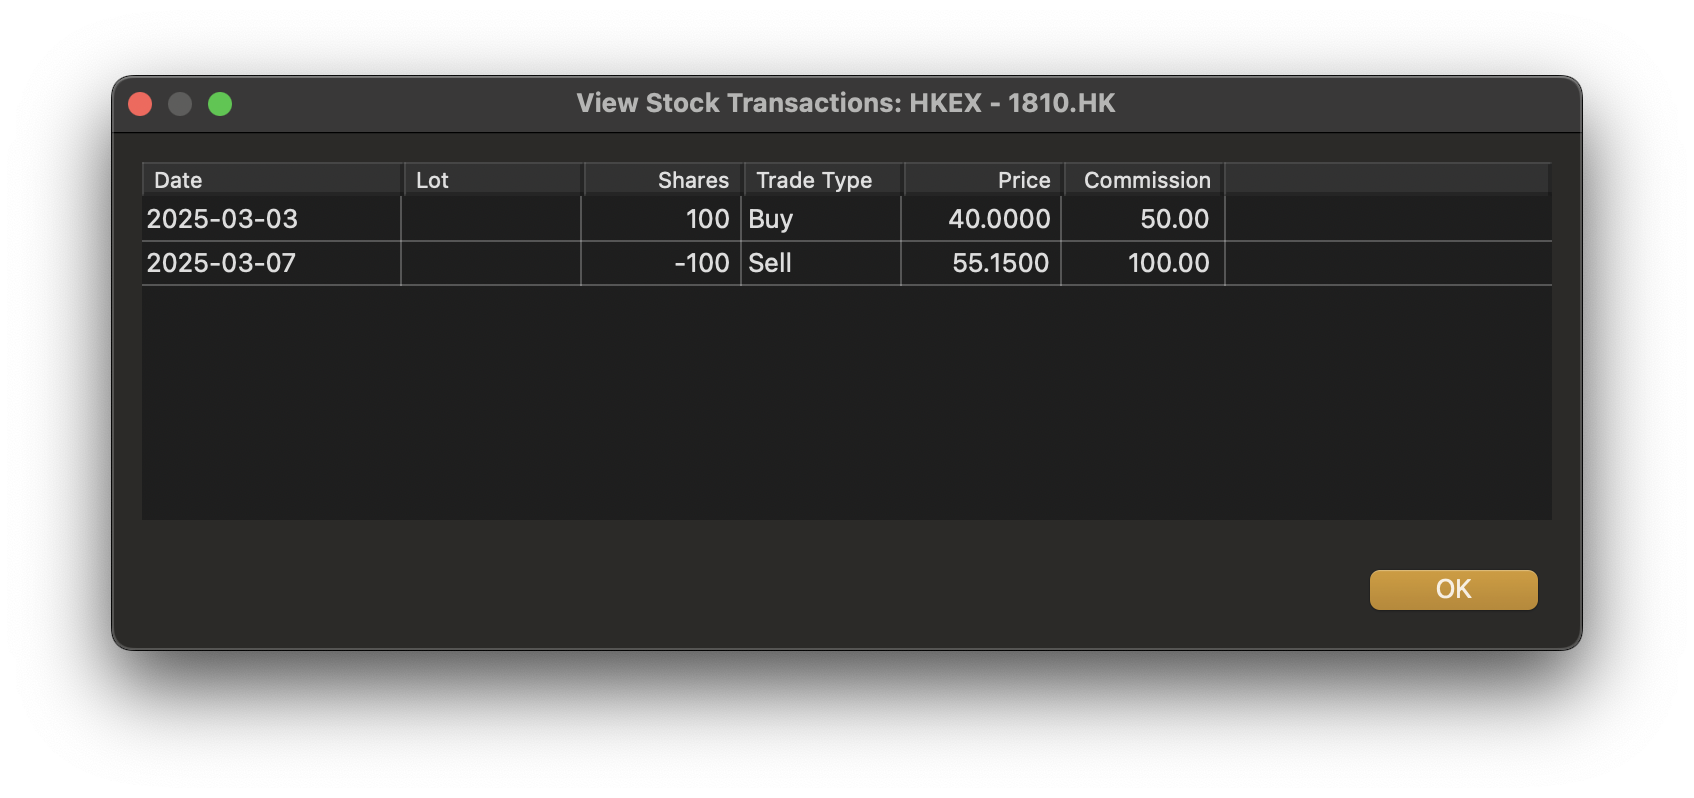 View Stock Transactions: HKEX - 1810.HK
Date Lot Shares Trade Type Price Commission
2025-03-03 100 Buy 40.0000 50.00
2025-03-07 -100 Sell 55.1500 100.00
OK